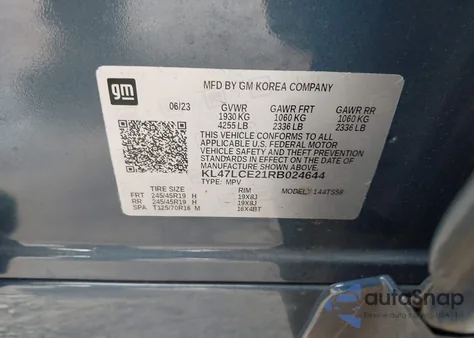 gm
MFD BY GM KOREA COMPANY
06/23 GVWR GAWR FRT GAWR RR
1930 KG 1060 KG 1060 KG
4255 LB 2336 LB 2336 LB
THIS VEHICLE CONFORMS TO ALL
APPLICABLE U.S. FEDERAL MOTOR
VEHICLE SAFETY AND THEFT PREVENTION
STANDARDS IN EFFECT ON THE DATE OF
MANUFACTURE SHOWN ABOVE.
KL47LCE21RB024644
TYPE: MPV
TIRE SIZE RIM MODEL: 144TS58
FRT 245/45R19 H 19X8J
RR 245/45R19 H 19X8J
SPA T125/70R16 M 16X4BT
autoSnap